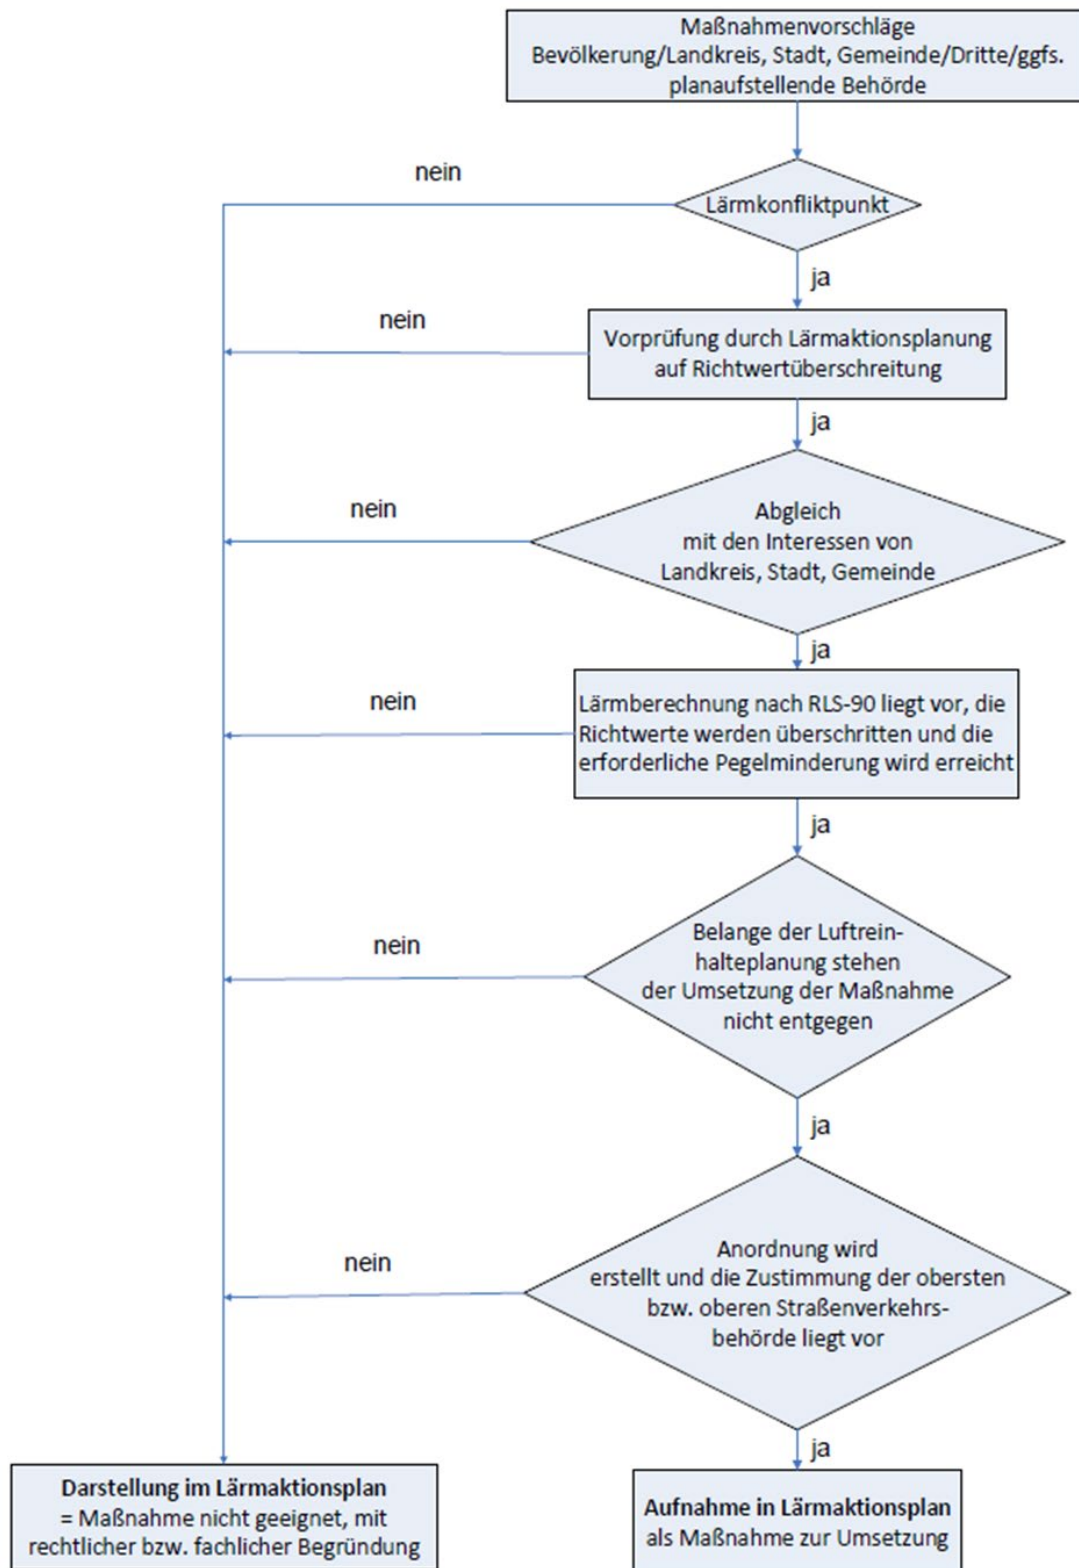 Maßnahmenvorschläge
Bevölkerung/Landkreis, Stadt, Gemeinde/Dritte/ggfs.
planaufstellende Behörde
nein
Lärmkonfliktpunkt
ja
nein
Vorprüfung durch Lärmaktionsplanung
auf Richtwertüberschreitung
ja
nein
Abgleich
mit den Interessen von
Landkreis, Stadt, Gemeinde
ja
nein
Lärmberechnung nach RLS-90 liegt vor, die
Richtwerte werden überschritten und die
erforderliche Pegelminderung wird erreicht
ja
nein
Belange der Luftrein-
halteplanung stehen
der Umsetzung der Maßnahme
nicht entgegen
ja
nein
Anordnung wird
erstellt und die Zustimmung der obersten
bzw. oberen Straßenverkehrs-
behörde liegt vor
ja
Darstellung im Lärmaktionsplan
= Maßnahme nicht geeignet, mit
rechtlicher bzw. fachlicher Begründung
Aufnahme in Lärmaktionsplan
als Maßnahme zur Umsetzung